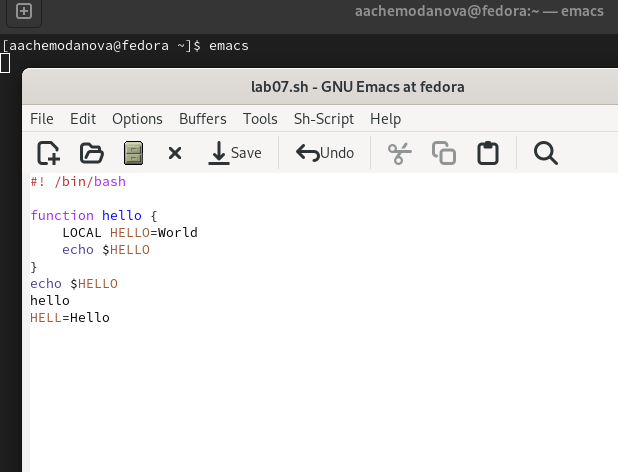 aachemodanova@fedora:~ — emacs
[aachemodanova@fedora ~]$ emacs
lab07.sh - GNU Emacs at fedora
File Edit Options Buffers Tools Sh-Script Help
Save Undo
#! /bin/bash
function hello {
    LOCAL HELLO=World
    echo $HELLO
}
echo $HELLO
hello
HELL=Hello